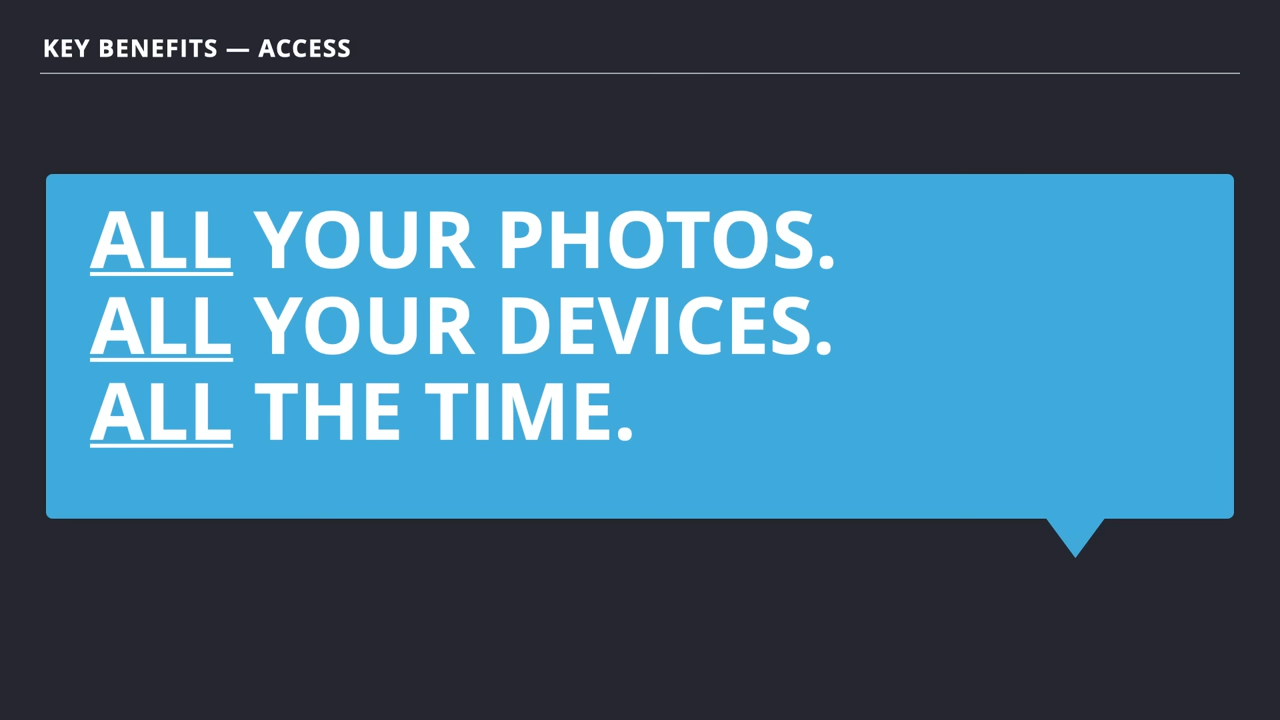 KEY BENEFITS — ACCESS
ALL YOUR PHOTOS.
ALL YOUR DEVICES.
ALL THE TIME.